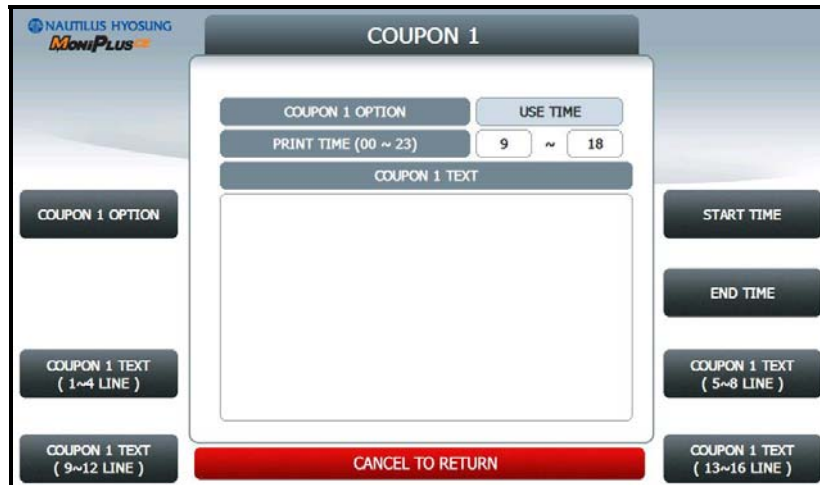 NAUTILUS HYOSUNG
MONIPLUS CE
COUPON 1
COUPON 1 OPTION
USE TIME
PRINT TIME (00 ~ 23)
9 ~ 18
COUPON 1 TEXT
COUPON 1 OPTION
START TIME
END TIME
COUPON 1 TEXT
( 1~4 LINE )
COUPON 1 TEXT
( 5~8 LINE )
COUPON 1 TEXT
( 9~12 LINE )
CANCEL TO RETURN
COUPON 1 TEXT
( 13~16 LINE )